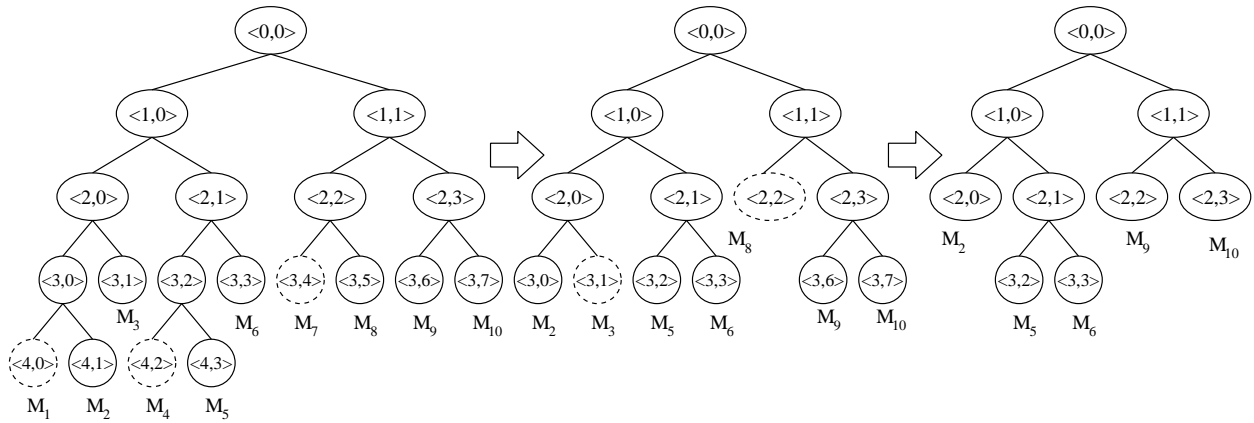 <0,0> <0,0> <0,0>
<1,0> <1,1> <1,0> <1,1> <1,0> <1,1>
<2,0> <2,1> <2,2> <2,3> <2,0> <2,1> <2,2> <2,3> <2,0> <2,1> <2,2> <2,3>
M8 M2 M9 M10
<3,0> <3,1> <3,2> <3,3> <3,4> <3,5> <3,6> <3,7> <3,0> <3,1> <3,2> <3,3> <3,6> <3,7> <3,2> <3,3>
M3 M6 M7 M8 M9 M10 M2 M3 M5 M6 M9 M10 M5 M6
<4,0> <4,1> <4,2> <4,3>
M1 M2 M4 M5